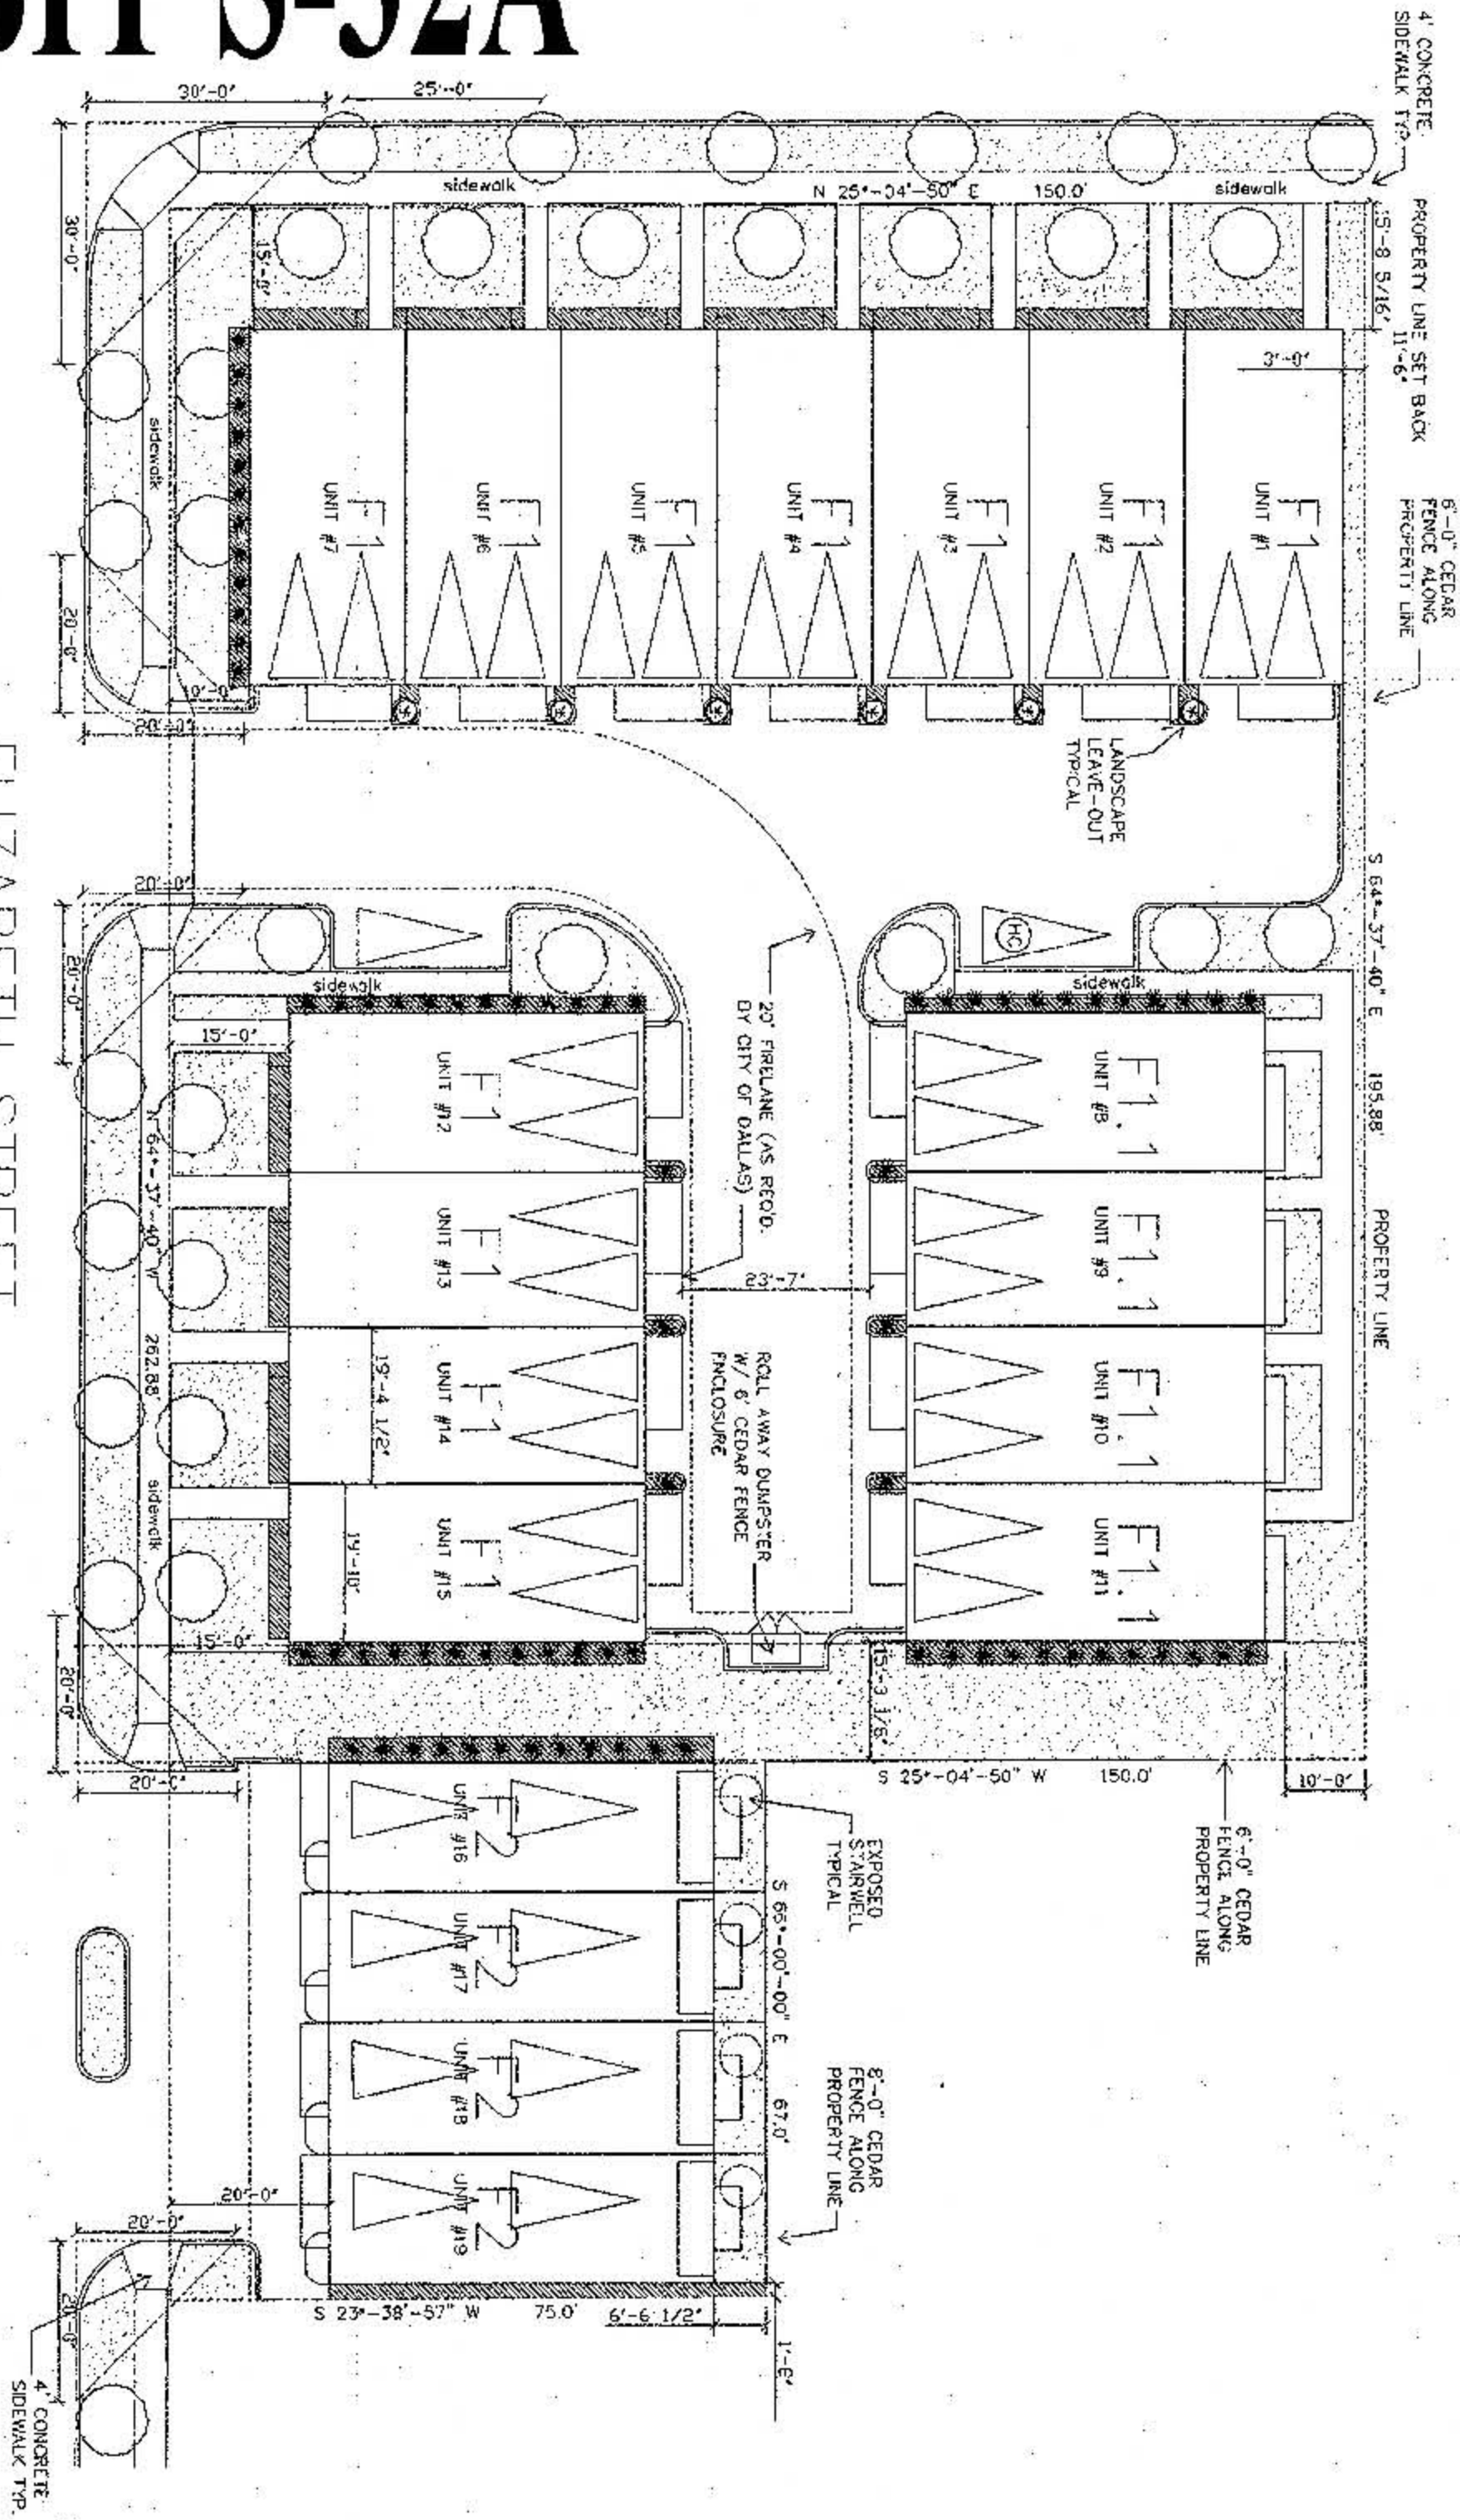 S-52A
4' CONCRETE
SIDEWALK TYP.
PROPERTY LINE SET BACK
15'-8 5/16"
11'-6"
6'-0" CEDAR
FENCE ALONG
PROPERTY LINE
30'-0"
25'-0"
sidewalk
N 25°-04'-50" E 150.0'
sidewalk
30'-0"
15'-0"
3'-0"
sidewalk
F1
UNIT #7
F1
UNIT #6
F1
UNIT #5
F1
UNIT #4
F1
UNIT #3
F1
UNIT #2
F1
UNIT #1
20'-0"
10'-0"
20'-0"
LANDSCAPE
LEAVE-OUT
TYPICAL
S 64°-37'-40" E 195.88'
PROPERTY LINE
20'-0"
20'-0"
sidewalk
HC
sidewalk
20' FIRELANE (AS REQ'D.
BY CITY OF DALLAS)
15'-0"
F1
UNIT #12
F1
UNIT #13
F1
UNIT #14
F1
UNIT #15
F1.1
UNIT #8
F1.1
UNIT #9
F1.1
UNIT #10
F1.1
UNIT #11
23'-7"
19'-4 1/2"
19'-10"
ROLL AWAY DUMPSTER
W/ 6' CEDAR FENCE
ENCLOSURE
N 64°-37'-40" W 262.88'
sidewalk
15'-0"
20'-0"
20'-0"
S 25°-04'-50" W 150.0'
10'-0"
6'-0" CEDAR
FENCE ALONG
PROPERTY LINE
EXPOSED
STAIRWELL
TYPICAL
F2
UNIT #16
F2
UNIT #17
F2
UNIT #18
F2
UNIT #19
S 66°-00'-00" E 67.0'
8'-0" CEDAR
FENCE ALONG
PROPERTY LINE
20'-0"
20'-0"
20'-0"
S 23°-38'-57" W 75.0'
6'-6 1/2"
1'-6"
4' CONCRETE
SIDEWALK TYP.
ELIZABETH STREET